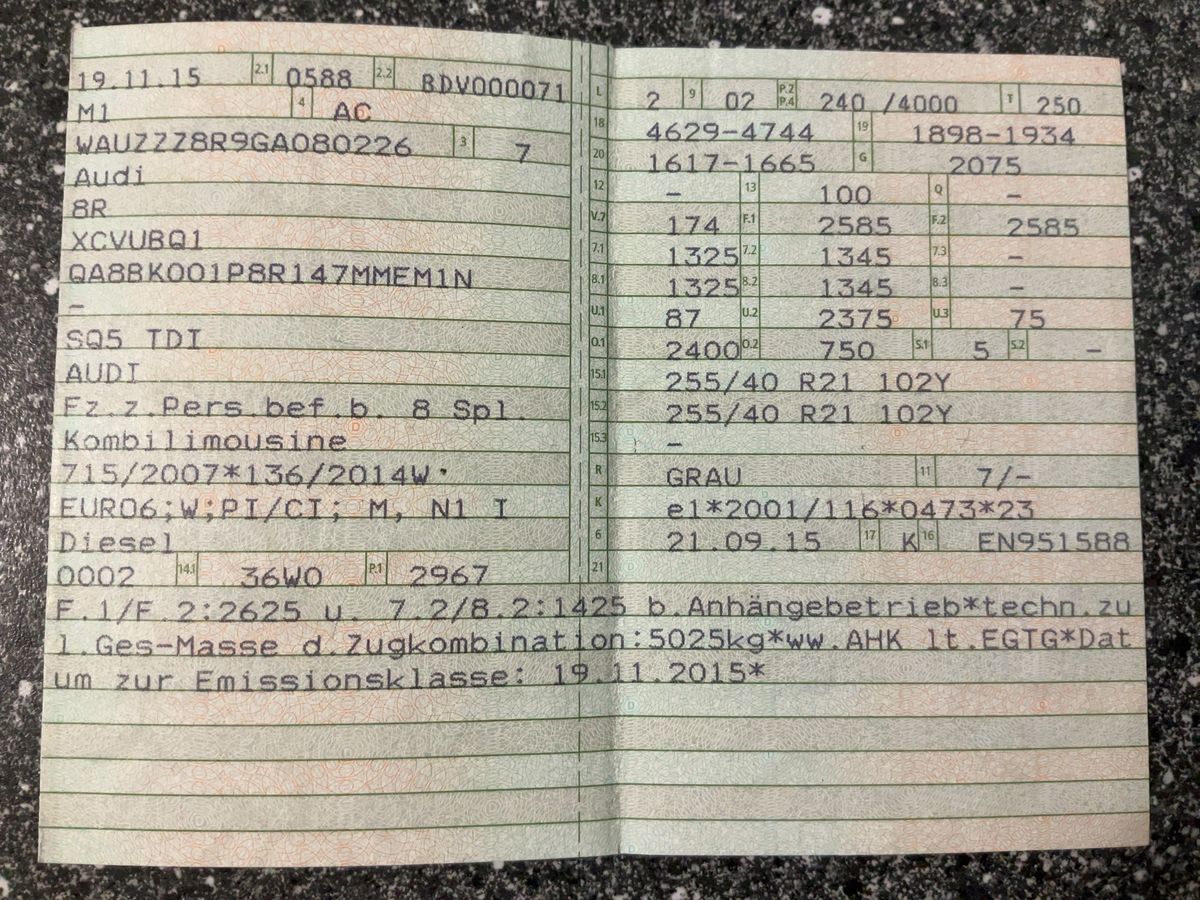 19.11.15 2.1 0588 2.2 BDV000071
M1 4 AC
WAUZZZ8R9GA080226 3 7
Audi
8R
XCVUBQ1
QA8BK001P8R147MMEM1N
–
SQ5 TDI
AUDI
Fz.z.Pers.bef.b. 8 Spl.
Kombilimousine
715/2007*136/2014W
EURO6;W;PI/CI; M, N1 I
Diesel
0002 14.1 36W0 P.1 2967
L 2 9 02 P.2 P.4 240 /4000 T 250
18 4629–4744 19 1898–1934
20 1617–1665 G 2075
12 – 13 100 Q –
V.7 174 F.1 2585 F.2 2585
7.1 1325 7.2 1345 7.3 –
8.1 1325 8.2 1345 8.3 –
U.1 87 U.2 2375 U.3 75
O.1 2400 O.2 750 S.1 5 S.2 –
15.1 255/40 R21 102Y
15.2 255/40 R21 102Y
15.3 –
R GRAU 11 7/–
K e1*2001/116*0473*23
6 21.09.15 17 K 16 EN951588
21
F.1/F.2:2625 u. 7.2/8.2:1425 b.Anhängebetrieb*techn.zu
l.Ges–Masse d.Zugkombination:5025kg*ww.AHK lt.EGTG*Dat
um zur Emissionsklasse: 19.11.2015*